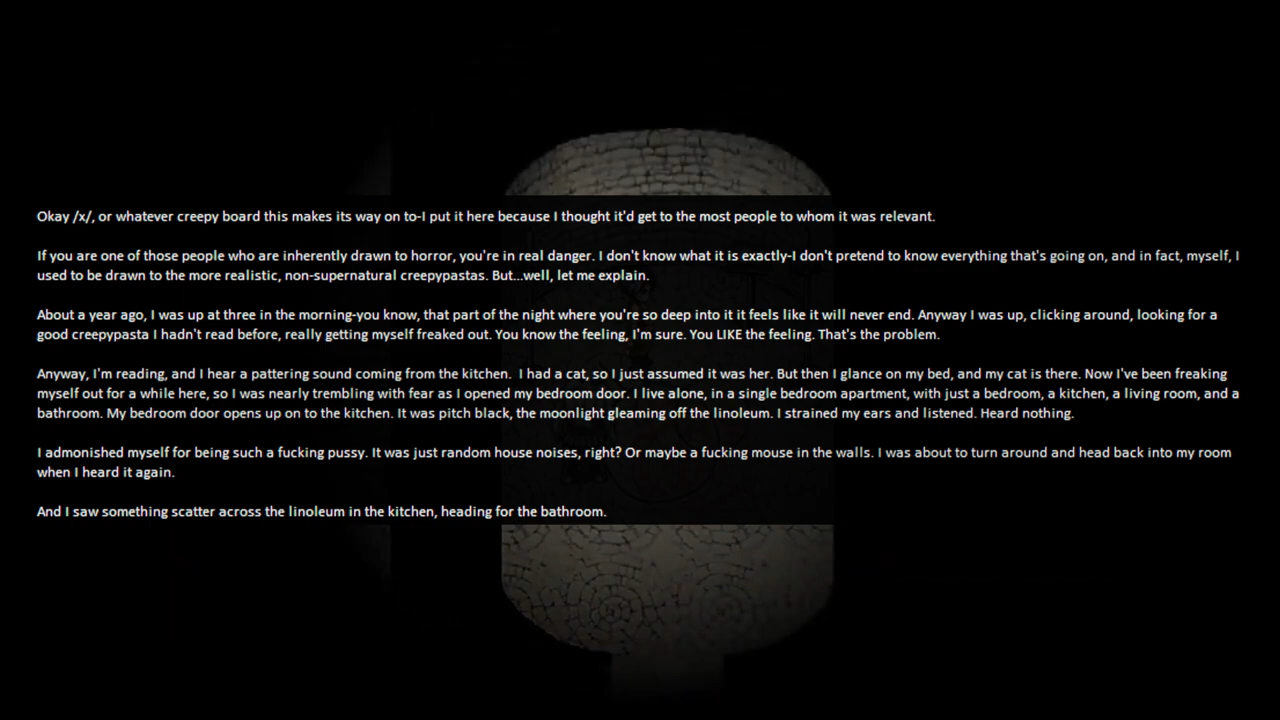 Okay /x/, or whatever creepy board this makes its way on to-I put it here because I thought it'd get to the most people to whom it was relevant.
If you are one of those people who are inherently drawn to horror, you're in real danger. I don't know what it is exactly-I don't pretend to know everything that's going on, and in fact, myself, I
used to be drawn to the more realistic, non-supernatural creepypastas. But...well, let me explain.
About a year ago, I was up at three in the morning-you know, that part of the night where you're so deep into it it feels like it will never end. Anyway I was up, clicking around, looking for a
good creepypasta I hadn't read before, really getting myself freaked out. You know the feeling, I'm sure. You LIKE the feeling. That's the problem.
Anyway, I'm reading, and I hear a pattering sound coming from the kitchen.  I had a cat, so I just assumed it was her. But then I glance on my bed, and my cat is there. Now I've been freaking
myself out for a while here, so I was nearly trembling with fear as I opened my bedroom door. I live alone, in a single bedroom apartment, with just a bedroom, a kitchen, a living room, and a
bathroom. My bedroom door opens up on to the kitchen. It was pitch black, the moonlight gleaming off the linoleum. I strained my ears and listened. Heard nothing.
I admonished myself for being such a fucking pussy. It was just random house noises, right? Or maybe a fucking mouse in the walls. I was about to turn around and head back into my room
when I heard it again.
And I saw something scatter across the linoleum in the kitchen, heading for the bathroom.